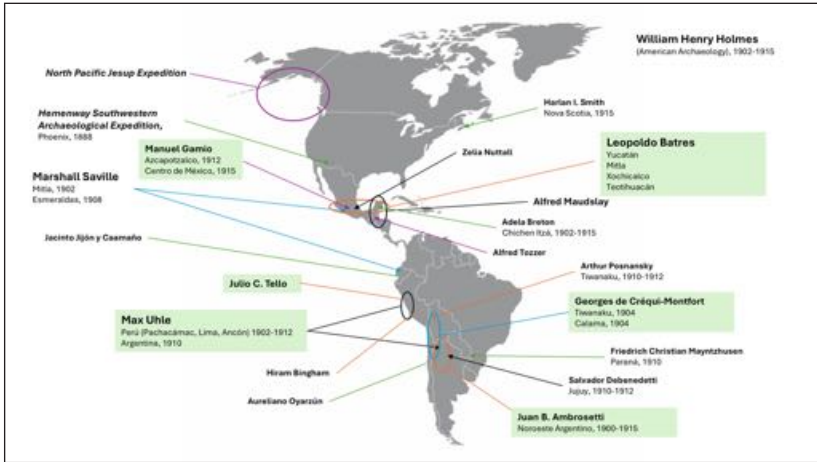 William Henry Holmes
(American Archaeology), 1902-1915
North Pacific Jesup Expedition
Harlan I. Smith
Nova Scotia, 1915
Hemenway Southwestern
Archaeological Expedition,
Phoenix, 1888
Manuel Gamio
Azcapotzalco, 1912
Centro de México, 1915
Zelia Nuttall
Leopoldo Batres
Yucatán
Mitla
Xochicalco
Teotihuacán
Marshall Saville
Mitla, 1902
Esmeraldas, 1908
Alfred Maudslay
Adela Breton
Chichen Itzá, 1902-1915
Jacinto Jijón y Caamaño
Alfred Tozzer
Arthur Posnansky
Tiwanaku, 1910-1912
Julio C. Tello
Georges de Créqui-Montfort
Tiwanaku, 1904
Calama, 1904
Max Uhle
Perú (Pachacámac, Lima, Ancón) 1902-1912
Argentina, 1910
Friedrich Christian Mayntzhusen
Paraná, 1910
Hiram Bingham
Salvador Debenedetti
Jujuy, 1910-1912
Aureliano Oyarzún
Juan B. Ambrosetti
Noroeste Argentino, 1900-1915